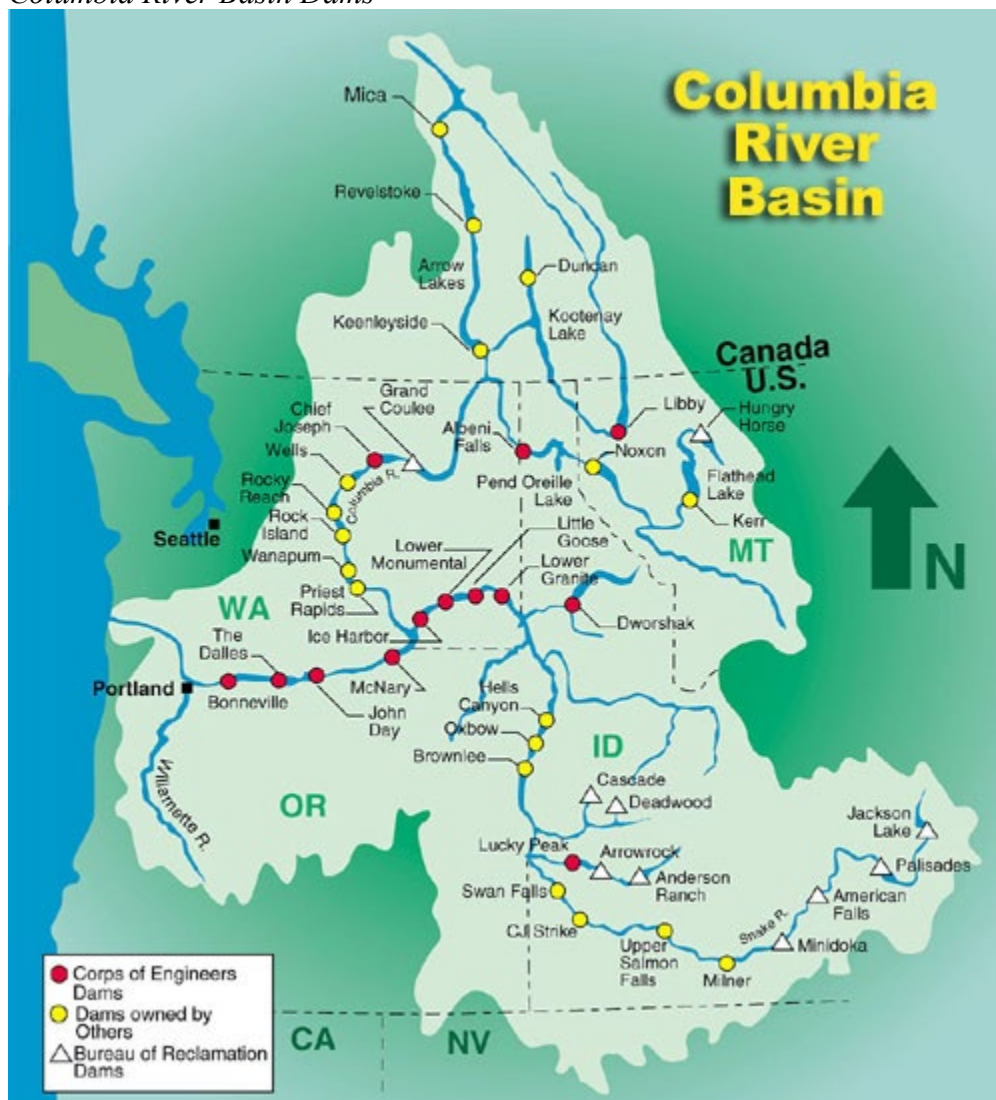 Columbia River Basin Dams
Columbia
River
Basin
Mica
Revelstoke
Arrow
Lakes
Duncan
Keenleyside
Kootenay
Lake
Canada
U.S.
Grand
Coulee
Chief
Joseph
Albeni
Falls
Libby
Hungry
Horse
Wells
Noxon
Columbia R.
Pend Oreille
Lake
Flathead
Lake
Rocky
Reach
Rock
Island
Kerr
Seattle
Little
Goose
Lower
Monumental
Lower
Granite
MT
N
Wanapum
Priest
Rapids
WA
Ice Harbor
Dworshak
The
Dalles
Portland
Bonneville
McNary
John
Day
Hells
Canyon
Oxbow
Brownlee
ID
Willamette R.
OR
Cascade
Deadwood
Jackson
Lake
Lucky Peak
Arrowrock
Anderson
Ranch
Palisades
Swan Falls
American
Falls
CJ Strike
Upper
Salmon
Falls
Snake R.
Minidoka
Milner
Corps of Engineers
Dams
Dams owned by
Others
Bureau of Reclamation
Dams
CA
NV